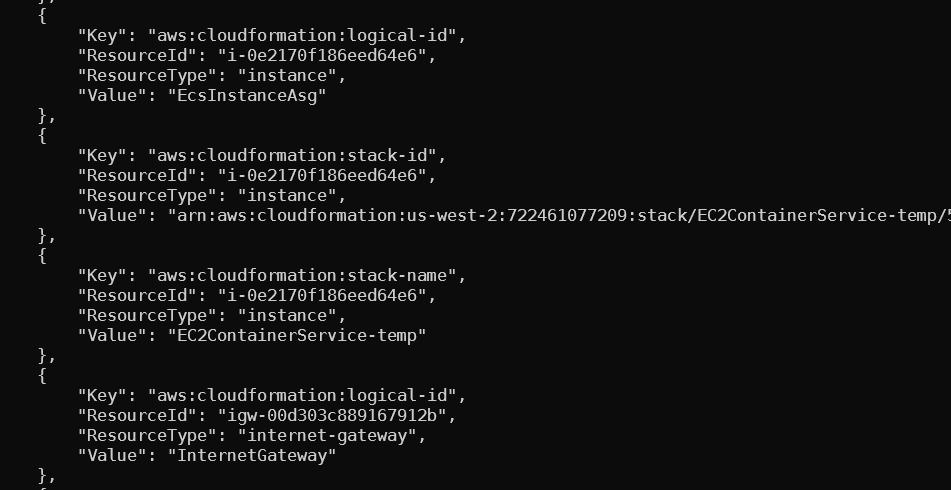 },
{
"Key": "aws:cloudformation:logical-id",
"ResourceId": "i-0e2170f186eed64e6",
"ResourceType": "instance",
"Value": "EcsInstanceAsg"
},
{
"Key": "aws:cloudformation:stack-id",
"ResourceId": "i-0e2170f186eed64e6",
"ResourceType": "instance",
"Value": "arn:aws:cloudformation:us-west-2:722461077209:stack/EC2ContainerService-temp/5
},
{
"Key": "aws:cloudformation:stack-name",
"ResourceId": "i-0e2170f186eed64e6",
"ResourceType": "instance",
"Value": "EC2ContainerService-temp"
},
{
"Key": "aws:cloudformation:logical-id",
"ResourceId": "igw-00d303c889167912b",
"ResourceType": "internet-gateway",
"Value": "InternetGateway"
},
{